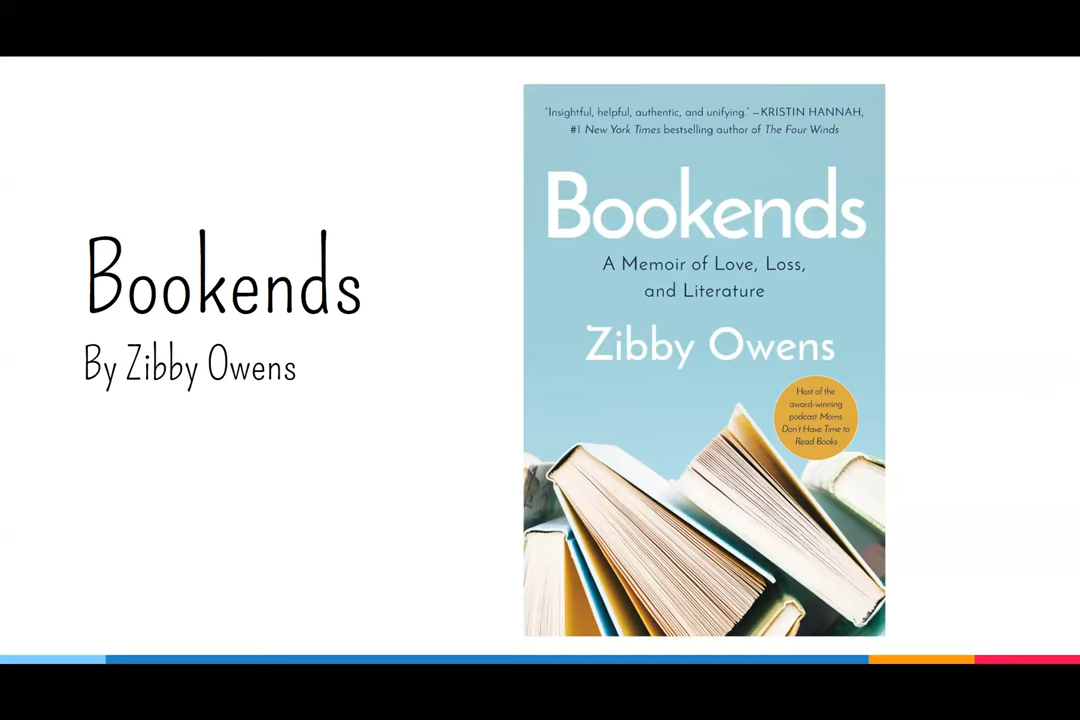 Bookends
By Zibby Owens
"Insightful, helpful, authentic, and unifying." —KRISTIN HANNAH,
#1 New York Times bestselling author of The Four Winds
Bookends
A Memoir of Love, Loss,
and Literature
Zibby Owens
Host of the
award-winning
podcast Moms
Don't Have Time to
Read Books